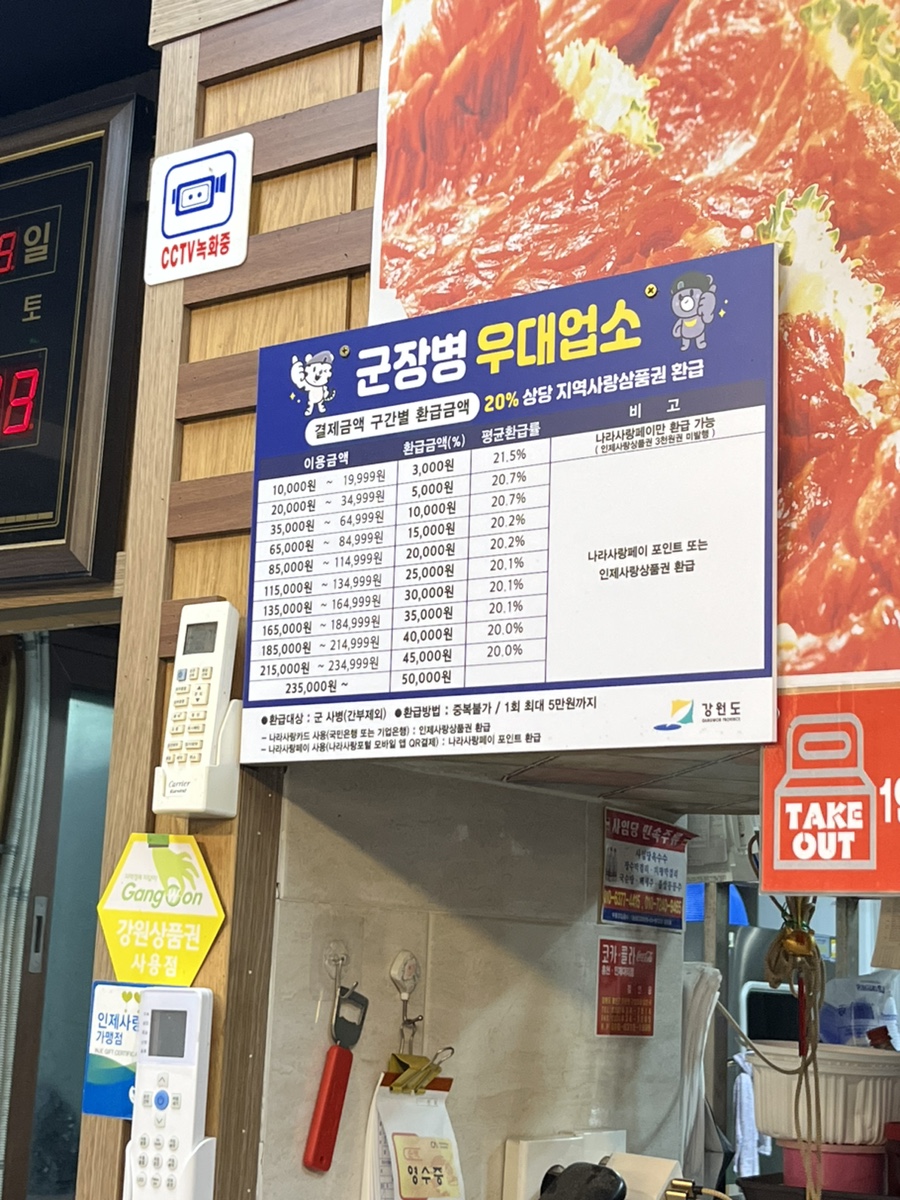 일
토
CCTV녹화중
군장병 우대업소
결제금액 구간별 환급금액 20% 상당 지역사랑상품권 환급
이용금액 환급금액(%) 평균환급률 비 고
10,000원 ~ 19,999원 3,000원 21.5% 나라사랑페이만 환급 가능
(인제사랑상품권 3천원권 미발행)
20,000원 ~ 34,999원 5,000원 20.7%
35,000원 ~ 64,999원 10,000원 20.7%
65,000원 ~ 84,999원 15,000원 20.2%
85,000원 ~ 114,999원 20,000원 20.2%
115,000원 ~ 134,999원 25,000원 20.1%
135,000원 ~ 164,999원 30,000원 20.1%
165,000원 ~ 184,999원 35,000원 20.1%
185,000원 ~ 214,999원 40,000원 20.0%
215,000원 ~ 234,999원 45,000원 20.0%
235,000원 ~ 50,000원
나라사랑페이 포인트 또는
인제사랑상품권 환급
●환급대상 : 군 사병(간부제외) ●환급방법 : 중복불가 / 1회 최대 5만원까지
- 나라사랑카드 사용(국민은행 또는 기업은행) : 인제사랑상품권 환급
- 나라사랑페이 사용(나라사랑포털 모바일 앱 QR결제) : 나라사랑페이 포인트 환급
강원도
Carrier
TAKE
OUT
19
GangWon
강원상품권
사용점
인제사랑
가맹점
코카·콜라
영수증